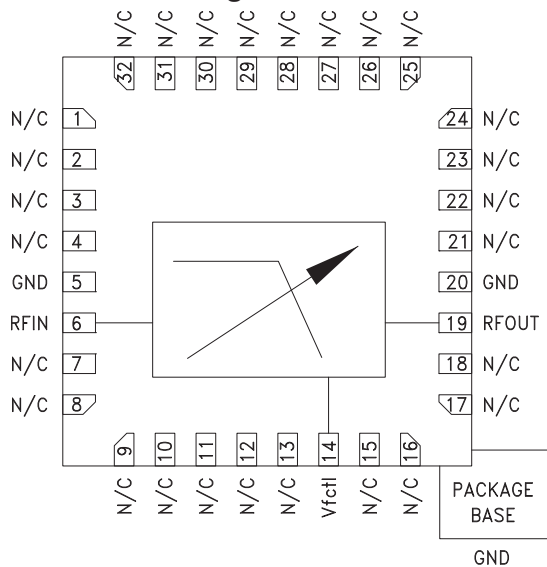 N/C N/C N/C N/C N/C N/C N/C N/C
32 31 30 29 28 27 26 25
N/C 1 24 N/C
N/C 2 23 N/C
N/C 3 22 N/C
N/C 4 21 N/C
GND 5 20 GND
RFIN 6 19 RFOUT
N/C 7 18 N/C
N/C 8 17 N/C
9 10 11 12 13 14 15 16
N/C N/C N/C N/C N/C Vfctl N/C N/C
PACKAGE
BASE
GND